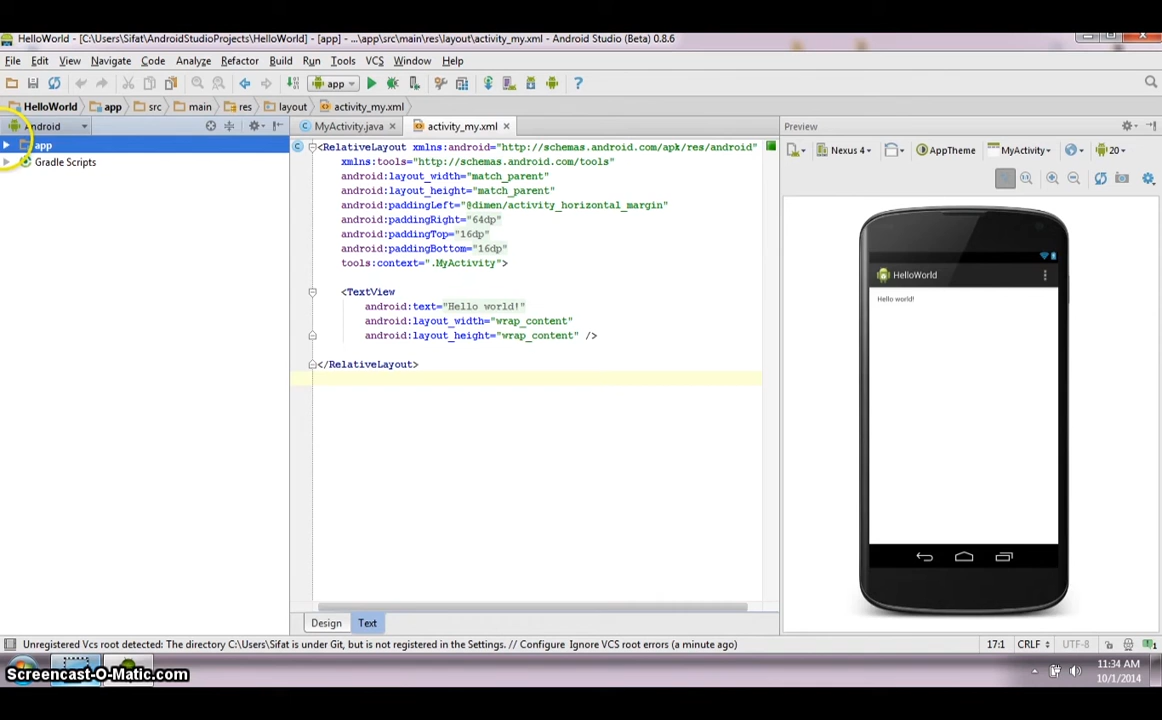 HelloWorld - [C:\Users\Sifat\AndroidStudioProjects\HelloWorld] - [app] - ...\app\src\main\res\layout\activity_my.xml - Android Studio (Beta) 0.8.6
File Edit View Navigate Code Analyze Refactor Build Run Tools VCS Window Help
app
HelloWorld app src main res layout activity_my.xml
Android MyActivity.java activity_my.xml Preview
app
Gradle Scripts
Nexus 4 AppTheme MyActivity 20
<RelativeLayout xmlns:android="http://schemas.android.com/apk/res/android"
xmlns:tools="http://schemas.android.com/tools"
android:layout_width="match_parent"
android:layout_height="match_parent"
android:paddingLeft="@dimen/activity_horizontal_margin"
android:paddingRight="64dp"
android:paddingTop="16dp"
android:paddingBottom="16dp"
tools:context=".MyActivity">
<TextView
android:text="Hello world!"
android:layout_width="wrap_content"
android:layout_height="wrap_content" />
</RelativeLayout>
HelloWorld
Hello world!
Design Text
Unregistered Vcs root detected: The directory C:\Users\Sifat is under Git, but is not registered in the Settings. // Configure Ignore VCS root errors (a minute ago)
17:1 CRLF UTF-8
Screencast-O-Matic.com
11:34 AM
10/1/2014